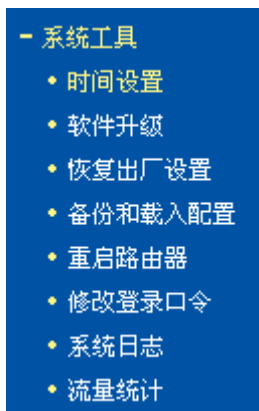 系统工具
时间设置
软件升级
恢复出厂设置
备份和载入配置
重启路由器
修改登录口令
系统日志
流量统计